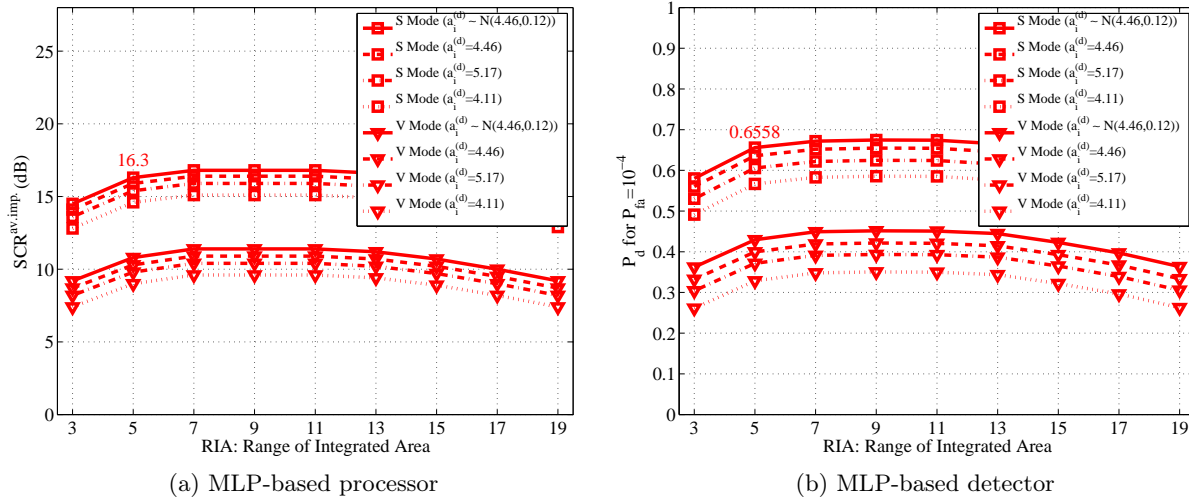 25
20
15
10
5
0
SCR^av.imp. (dB)
16.3
S Mode (a_i^(d) ~ N(4.46,0.12))
S Mode (a_i^(d)=4.46)
S Mode (a_i^(d)=5.17)
S Mode (a_i^(d)=4.11)
V Mode (a_i^(d) ~ N(4.46,0.12))
V Mode (a_i^(d)=4.46)
V Mode (a_i^(d)=5.17)
V Mode (a_i^(d)=4.11)
3 5 7 9 11 13 15 17 19
RIA: Range of Integrated Area
(a) MLP-based processor
1
0.9
0.8
0.7
0.6
0.5
0.4
0.3
0.2
0.1
0
P_d for P_fa=10^−4
0.6558
S Mode (a_i^(d) ~ N(4.46,0.12))
S Mode (a_i^(d)=4.46)
S Mode (a_i^(d)=5.17)
S Mode (a_i^(d)=4.11)
V Mode (a_i^(d) ~ N(4.46,0.12))
V Mode (a_i^(d)=4.46)
V Mode (a_i^(d)=5.17)
V Mode (a_i^(d)=4.11)
3 5 7 9 11 13 15 17 19
RIA: Range of Integrated Area
(b) MLP-based detector